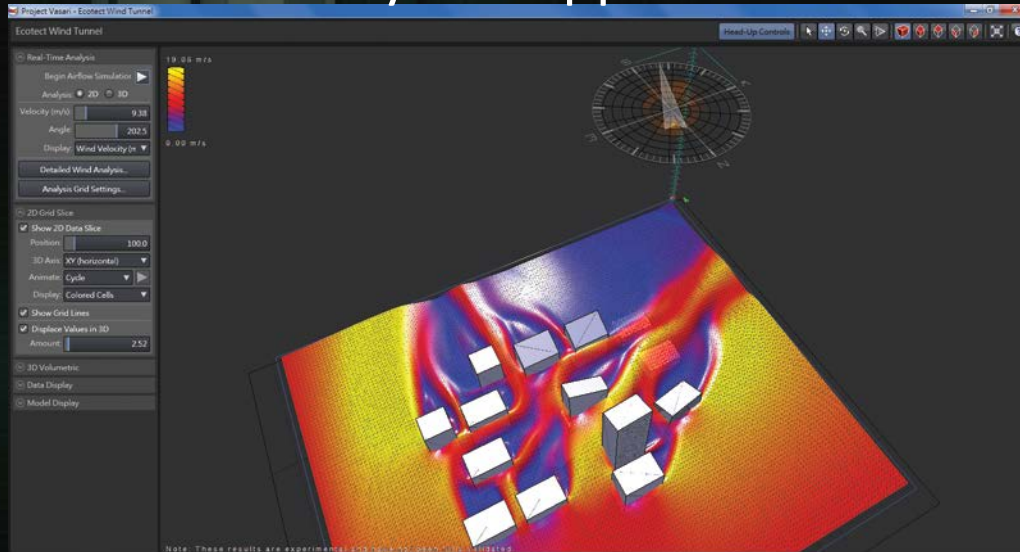 Project Vasari - Ecotect Wind Tunnel
Ecotect Wind Tunnel
Head-Up Controls
Real-Time Analysis
Begin Airflow Simulation
Analysis: 2D 3D
Velocity (m/s) 9.38
Angle: 202.5
Display: Wind Velocity (m
Detailed Wind Analysis...
Analysis Grid Settings...
2D Grid Slice
Show 2D Data Slice
Position: 100.0
3D Axis: XY (horizontal)
Animate: Cycle
Display: Colored Cells
Show Grid Lines
Displace Values in 3D
Amount: 2.52
3D Volumetric
Data Display
Model Display
m/s
0.00 m/s
N
E
Note: These results are experimental